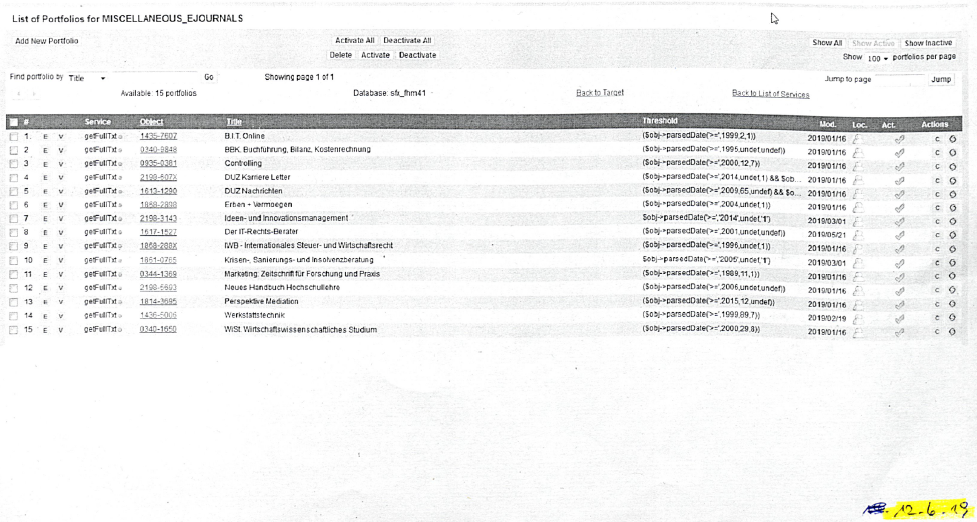 List of Portfolios for MISCELLANEOUS_EJOURNALS
Add New Portfolio Activate All Deactivate All Show All Show Active Show Inactive
Delete Activate Deactivate Show 100 portfolios per page
Find portfolio by Title Go Showing page 1 of 1 Jump to page Jump
Available: 15 portfolios Database: sfx_fhm41 Back to Target Back to List of Services
# Service Object Title Threshold Mod. Loc. Act. Actions
1. E V getFullTxt 1435-7607 B.I.T. Online ($obj->parsedDate('>=',1999,2,1)) 2019/01/16 C
2 E V getFullTxt 0340-9848 BBK. Buchführung, Bilanz, Kostenrechnung ($obj->parsedDate('>=',1995,undef,undef)) 2019/01/16 C
3 E V getFullTxt 0935-0381 Controlling ($obj->parsedDate('>=',2000,12,7)) 2019/01/16 C
4 E V getFullTxt 2198-607X DUZ Karriere Letter ($obj->parsedDate('>=',2014,undef,1) && $ob... 2019/01/16 C
5 E V getFullTxt 1613-1290 DUZ Nachrichten ($obj->parsedDate('>=',2009,65,undef) && $o... 2019/01/16 C
6 E V getFullTxt 1868-2898 Erben + Vermoegen ($obj->parsedDate('>=',2004,undef,1)) 2019/01/16 C
7 E V getFullTxt 2198-3143 Ideen- und Innovationsmanagement $obj->parsedDate('>=','2014',undef,'1') 2019/03/01 C
8 E V getFullTxt 1617-1527 Der IT-Rechts-Berater ($obj->parsedDate('>=',2001,undef,undef)) 2019/05/21 C
9 E V getFullTxt 1868-288X IWB - Internationales Steuer- und Wirtschaftsrecht ($obj->parsedDate('>=',1996,undef,1)) 2019/01/16 C
10 E V getFullTxt 1861-0765 Krisen-, Sanierungs- und Insolvenzberatung $obj->parsedDate('>=','2005',undef,'1') 2019/03/01 C
11 E V getFullTxt 0344-1369 Marketing: Zeitschrift für Forschung und Praxis ($obj->parsedDate('>=',1989,11,1)) 2019/01/16 C
12 E V getFullTxt 2198-5693 Neues Handbuch Hochschullehre ($obj->parsedDate('>=',2006,undef,undef)) 2019/01/16 C
13 E V getFullTxt 1814-3695 Perspektive Mediation ($obj->parsedDate('>=',2015,12,undef)) 2019/01/16 C
14 E V getFullTxt 1436-5006 Werkstattstechnik ($obj->parsedDate('>=',1999,89,7)) 2019/02/19 C
15 E V getFullTxt 0340-1650 WiSt. Wirtschaftswissenschaftliches Studium ($obj->parsedDate('>=',2000,29,8)) 2019/01/16 C
12.6.19